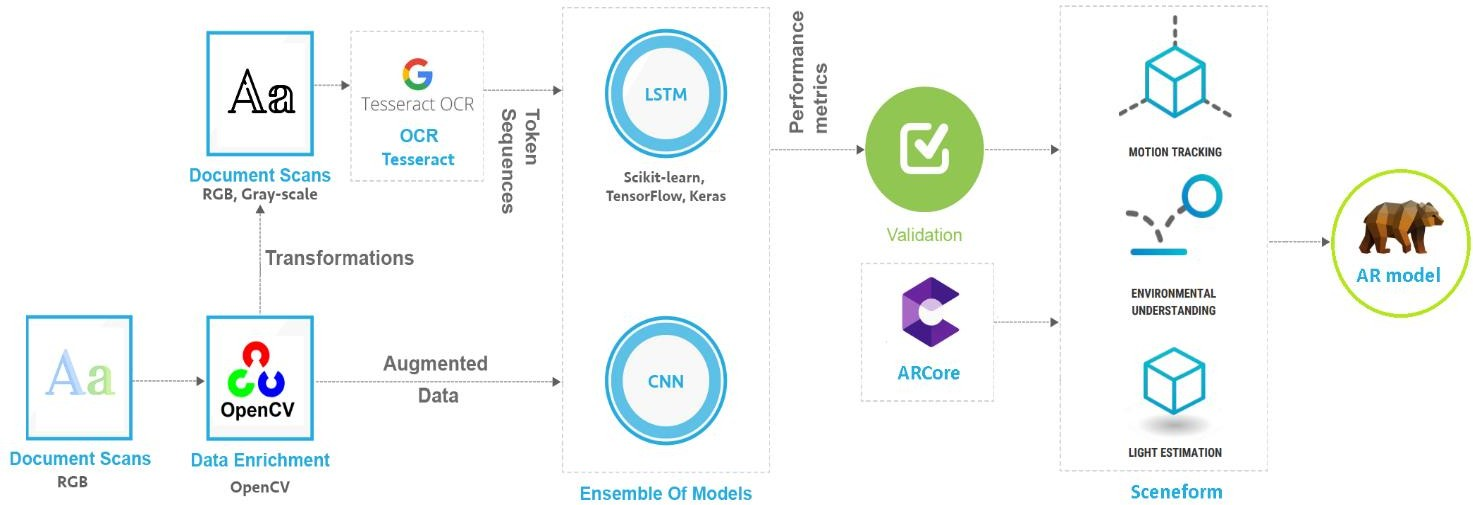 Aa
Document Scans
RGB
OpenCV
Data Enrichment
OpenCV
Transformations
Aa
Document Scans
RGB, Gray-scale
G
Tesseract OCR
OCR
Tesseract
Token
Sequences
Augmented
Data
LSTM
Scikit-learn,
TensorFlow, Keras
CNN
Ensemble Of Models
Performance
metrics
Validation
ARCore
MOTION TRACKING
ENVIRONMENTAL
UNDERSTANDING
LIGHT ESTIMATION
Sceneform
AR model